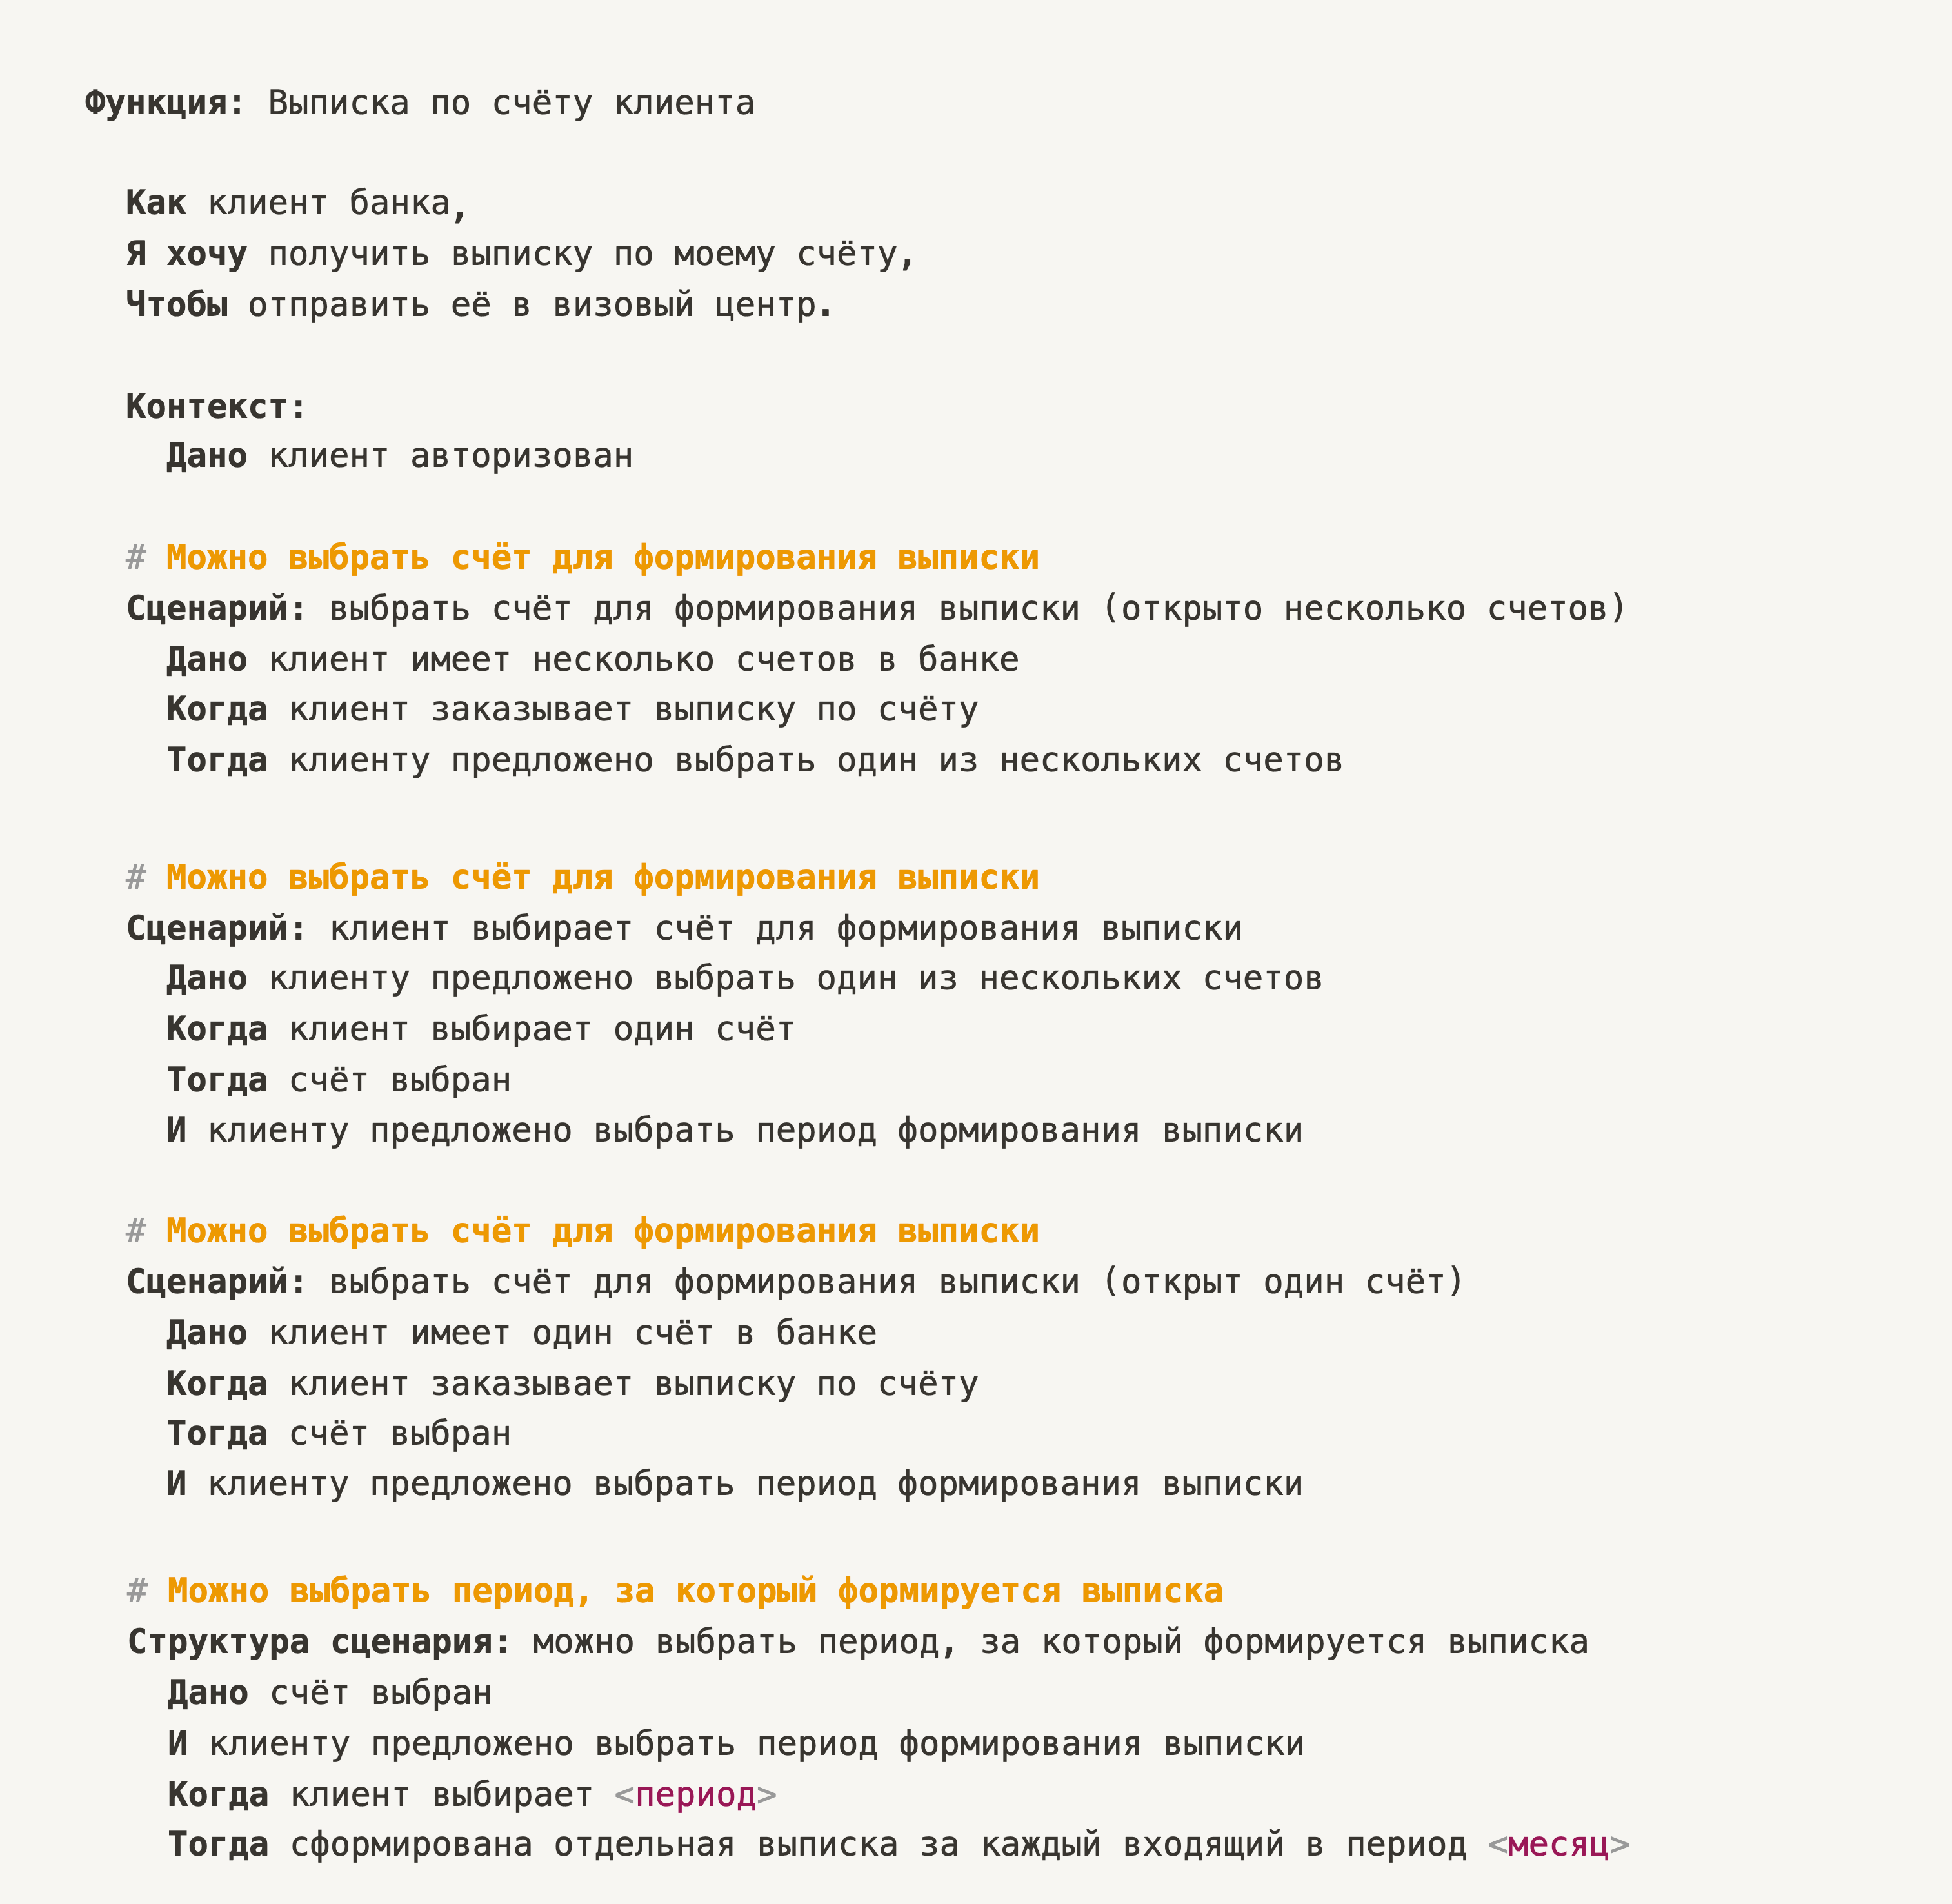 Функция: Выписка по счёту клиента
Как клиент банка,
Я хочу получить выписку по моему счёту,
Чтобы отправить её в визовый центр.
Контекст:
Дано клиент авторизован
# Можно выбрать счёт для формирования выписки
Сценарий: выбрать счёт для формирования выписки (открыто несколько счетов)
Дано клиент имеет несколько счетов в банке
Когда клиент заказывает выписку по счёту
Тогда клиенту предложено выбрать один из нескольких счетов
# Можно выбрать счёт для формирования выписки
Сценарий: клиент выбирает счёт для формирования выписки
Дано клиенту предложено выбрать один из нескольких счетов
Когда клиент выбирает один счёт
Тогда счёт выбран
И клиенту предложено выбрать период формирования выписки
# Можно выбрать счёт для формирования выписки
Сценарий: выбрать счёт для формирования выписки (открыт один счёт)
Дано клиент имеет один счёт в банке
Когда клиент заказывает выписку по счёту
Тогда счёт выбран
И клиенту предложено выбрать период формирования выписки
# Можно выбрать период, за который формируется выписка
Структура сценария: можно выбрать период, за который формируется выписка
Дано счёт выбран
И клиенту предложено выбрать период формирования выписки
Когда клиент выбирает <период>
Тогда сформирована отдельная выписка за каждый входящий в период <месяц>